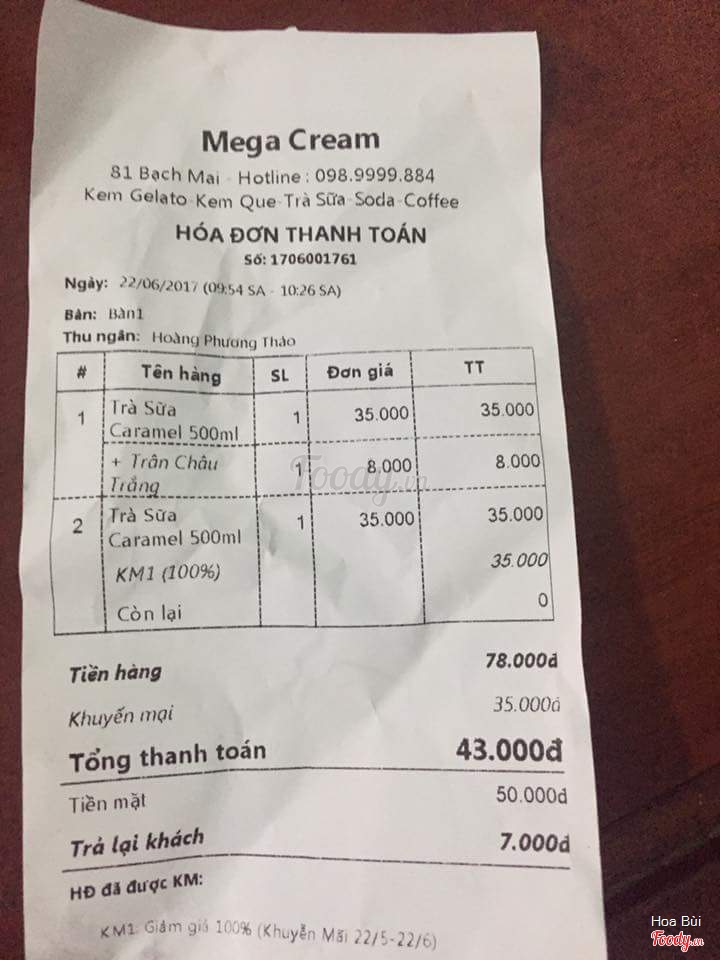 Mega Cream
81 Bạch Mai - Hotline : 098.9999.884
Kem Gelato-Kem Que-Trà Sữa-Soda-Coffee
HÓA ĐƠN THANH TOÁN
Số: 1706001761
Ngày: 22/06/2017 (09:54 SA - 10:26 SA)
Bàn: Bàn1
Thu ngân: Hoàng Phương Thảo
# Tên hàng SL Đơn giá TT
1 Trà Sữa Caramel 500ml 1 35.000 35.000
+ Trân Châu Trắng 1 8.000 8.000
2 Trà Sữa Caramel 500ml 1 35.000 35.000
KM1 (100%) 35.000
Còn lại 0
Tiền hàng 78.000đ
Khuyến mại 35.000đ
Tổng thanh toán 43.000đ
Tiền mặt 50.000đ
Trả lại khách 7.000đ
HĐ đã được KM:
KM1: Giảm giá 100% (Khuyễn Mãi 22/5-22/6)
Foody.vn
Hoa Bùi
Foody.vn